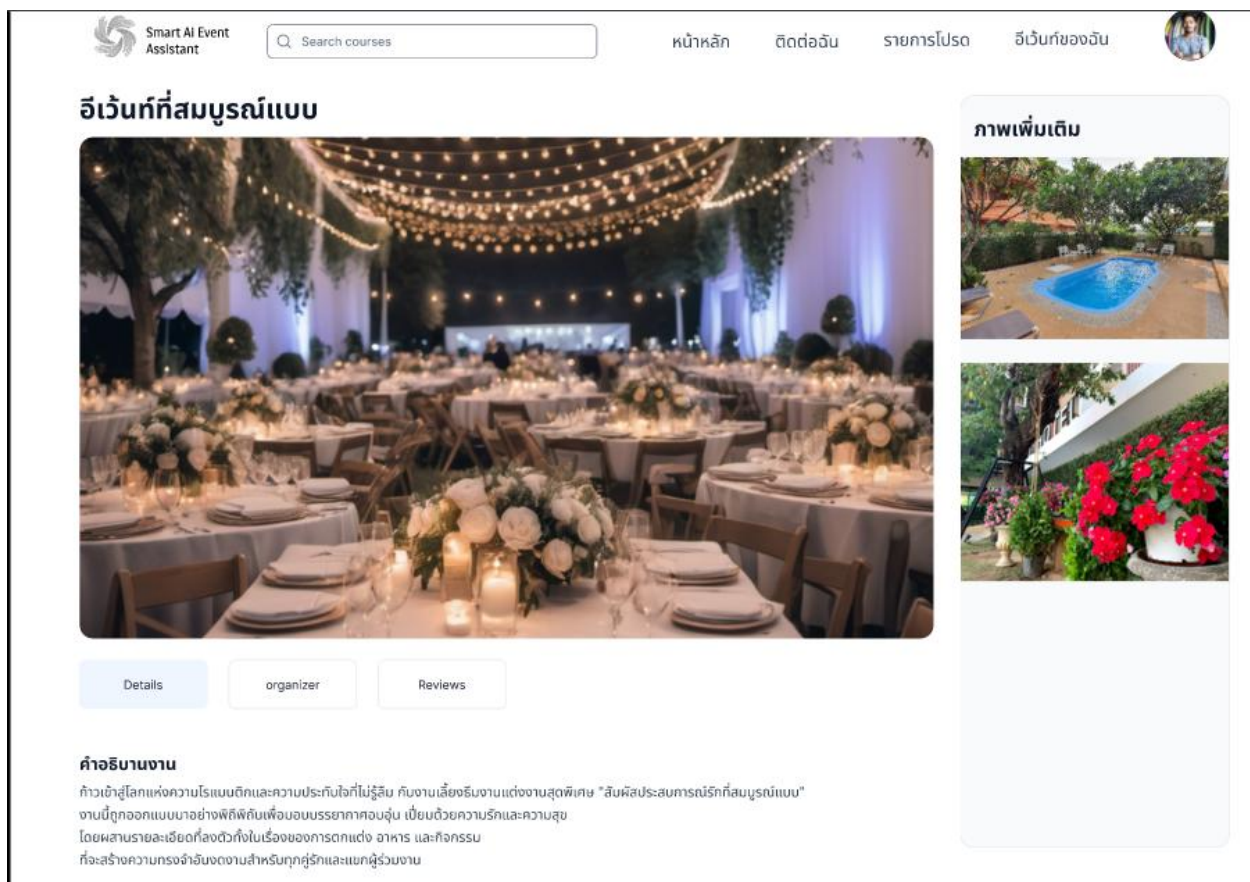 Smart AI Event
Assistant
Search courses
หน้าหลัก
ติดต่อฉัน
รายการโปรด
อีเว้นท์ของฉัน
อีเว้นท์ที่สมบูรณ์แบบ
ภาพเพิ่มเติม
Details
organizer
Reviews
คำอธิบานงาน
ก้าวเข้าสู่โลกแห่งความโรแมนติกและความประทับใจที่ไม่รู้ลืม กับงานเลี้ยงธีมงานแต่งงานสุดพิเศษ "สัมผัสประสบการณ์รักที่สมบูรณ์แบบ"
งานนี้ถูกออกแบบมาอย่างพิถีพิถันเพื่อมอบบรรยากาศอบอุ่น เปี่ยมด้วยความรักและความสุข
โดยผสานรายละเอียดที่ลงตัวทั้งในเรื่องของการตกแต่ง อาหาร และกิจกรรม
ที่จะสร้างความทรงจำอันงดงามสำหรับทุกคู่รักและแขกผู้ร่วมงาน